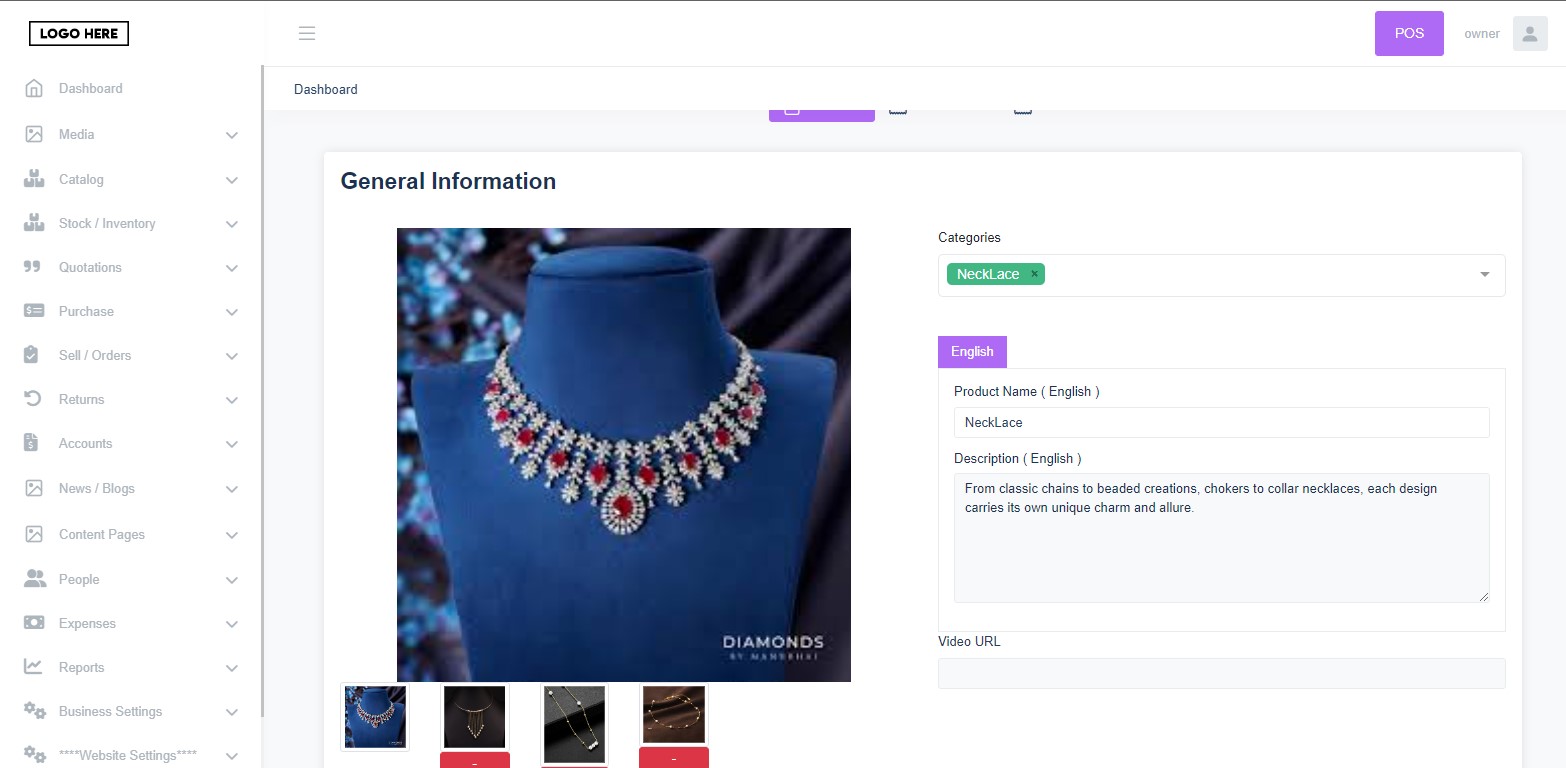 LOGO HERE
POS
owner
Dashboard
Dashboard
Media
Catalog
Stock / Inventory
Quotations
Purchase
Sell / Orders
Returns
Accounts
News / Blogs
Content Pages
People
Expenses
Reports
Business Settings
****Website Settings****
General Information
DIAMONDS
-
-
Categories
NeckLace ×
English
Product Name ( English )
NeckLace
Description ( English )
From classic chains to beaded creations, chokers to collar necklaces, each design
carries its own unique charm and allure.
Video URL